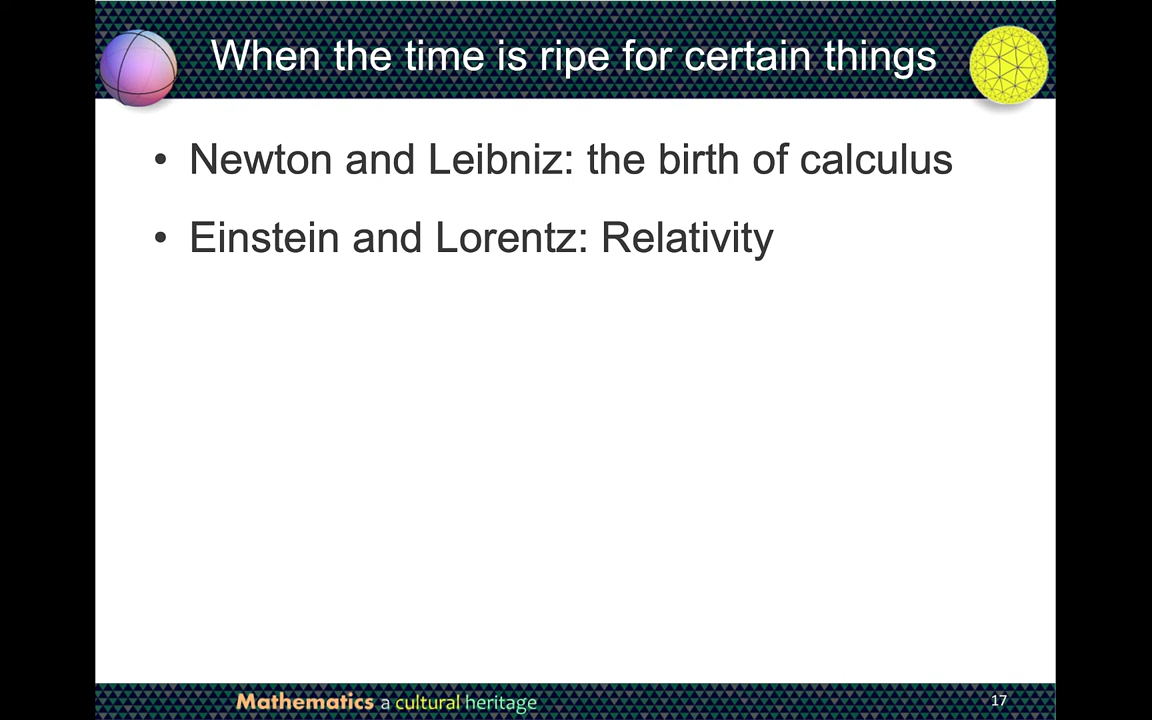 When the time is ripe for certain things
• Newton and Leibniz: the birth of calculus
• Einstein and Lorentz: Relativity
Mathematics a cultural heritage
17